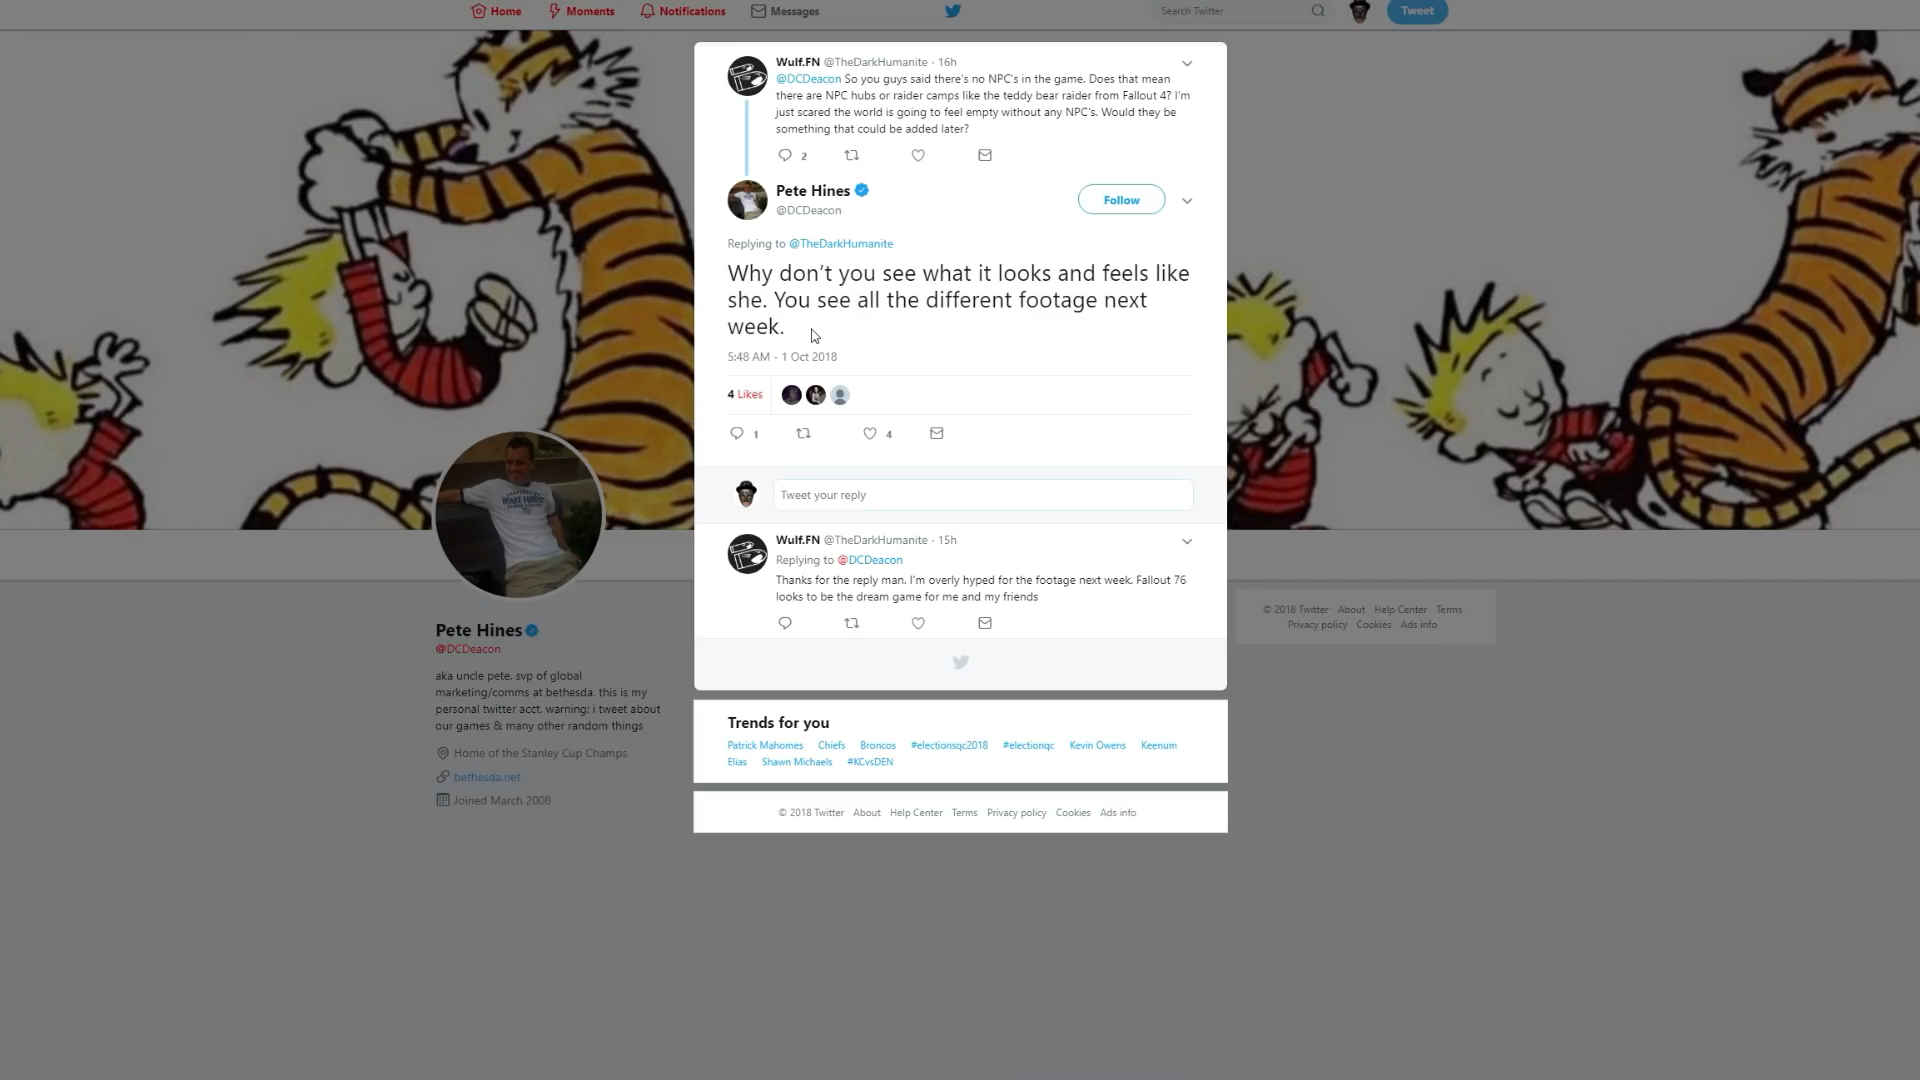 Home Moments Notifications Messages Search Twitter Tweet
Wulf.FN @TheDarkHumanite · 16h
@DCDeacon So you guys said there's no NPC's in the game. Does that mean
there are NPC hubs or raider camps like the teddy bear raider from Fallout 4? I'm
just scared the world is going to feel empty without any NPC's. Would they be
something that could be added later?
2
Pete Hines
@DCDeacon
Follow
Replying to @TheDarkHumanite
Why don't you see what it looks and feels like
she. You see all the different footage next
week.
5:48 AM - 1 Oct 2018
4 Likes
1 4
Tweet your reply
Wulf.FN @TheDarkHumanite · 15h
Replying to @DCDeacon
Thanks for the reply man. I'm overly hyped for the footage next week. Fallout 76
looks to be the dream game for me and my friends
Trends for you
Patrick Mahomes Chiefs Broncos #electionsqc2018 #electionqc Kevin Owens Keenum
Elias Shawn Michaels #KCvsDEN
© 2018 Twitter About Help Center Terms Privacy policy Cookies Ads info
Pete Hines
@DCDeacon
aka uncle pete. svp of global
marketing/comms at bethesda. this is my
personal twitter acct. warning: i tweet about
our games & many other random things
Home of the Stanley Cup Champs
bethesda.net
Joined March 2008
© 2018 Twitter About Help Center Terms
Privacy policy Cookies Ads info